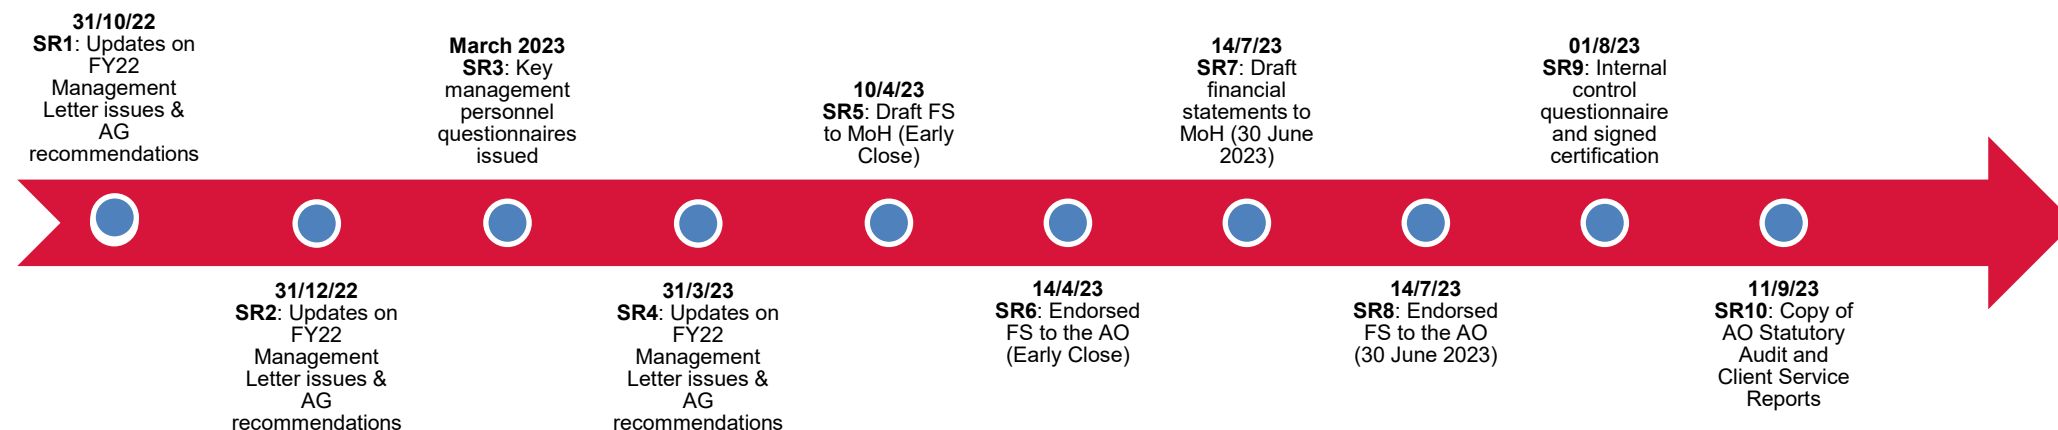 31/10/22
SR1: Updates on
FY22
Management
Letter issues &
AG
recommendations
31/12/22
SR2: Updates on
FY22
Management
Letter issues &
AG
recommendations
March 2023
SR3: Key
management
personnel
questionnaires
issued
31/3/23
SR4: Updates on
FY22
Management
Letter issues &
AG
recommendations
10/4/23
SR5: Draft FS
to MoH (Early
Close)
14/4/23
SR6: Endorsed
FS to the AO
(Early Close)
14/7/23
SR7: Draft
financial
statements to
MoH (30 June
2023)
14/7/23
SR8: Endorsed
FS to the AO
(30 June 2023)
01/8/23
SR9: Internal
control
questionnaire
and signed
certification
11/9/23
SR10: Copy of
AO Statutory
Audit and
Client Service
Reports